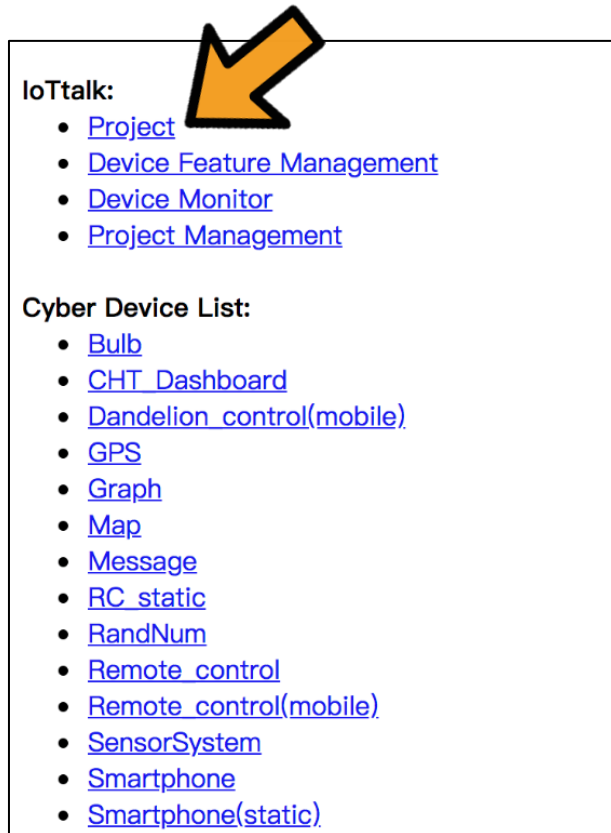 IoTtalk:
Project
Device Feature Management
Device Monitor
Project Management
Cyber Device List:
Bulb
CHT_Dashboard
Dandelion_control(mobile)
GPS
Graph
Map
Message
RC_static
RandNum
Remote_control
Remote_control(mobile)
SensorSystem
Smartphone
Smartphone(static)